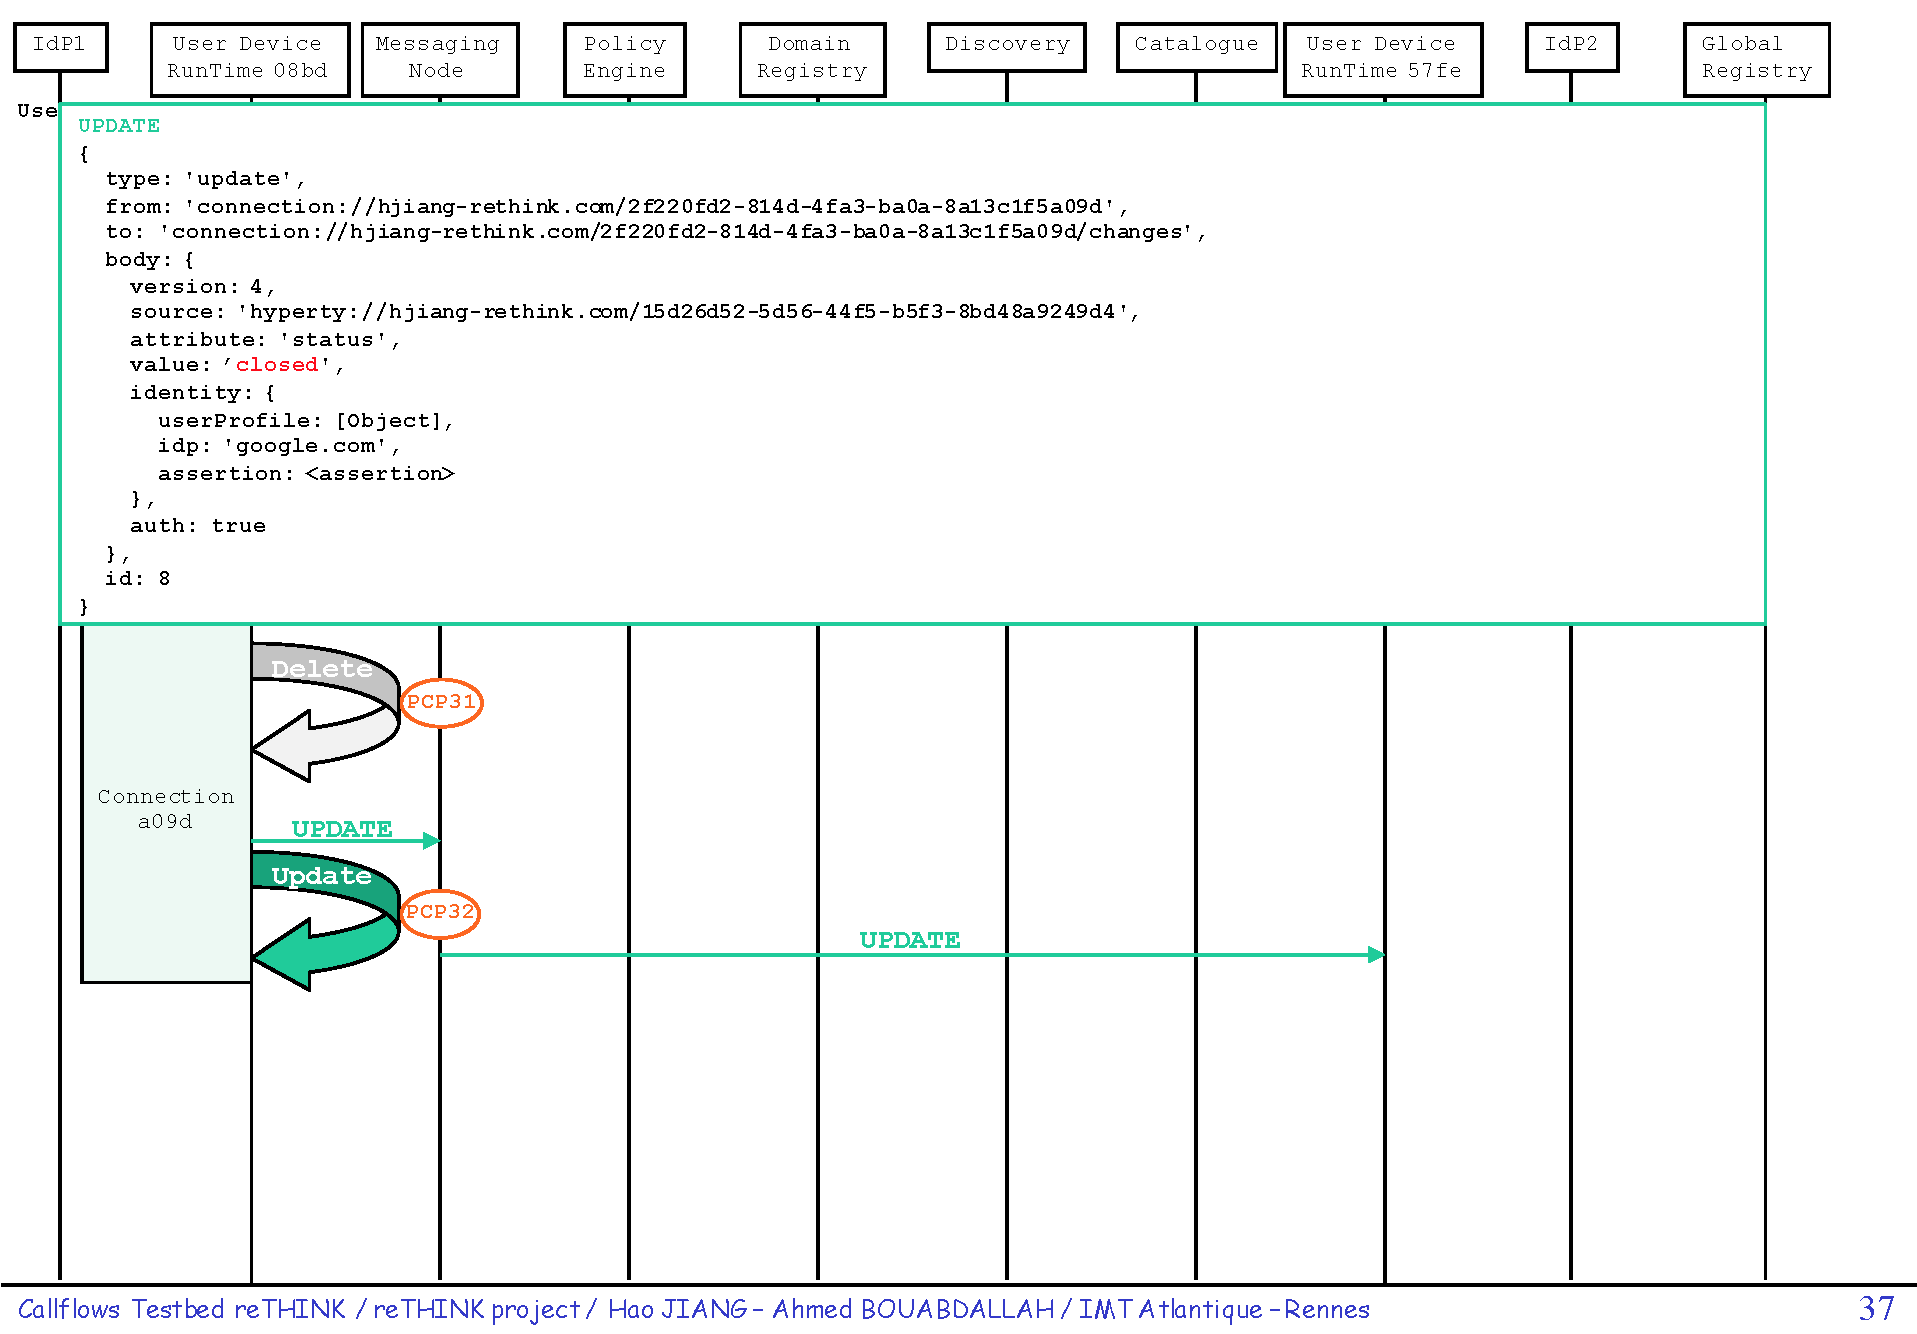 IdP1
User Device
RunTime 08bd
Messaging
Node
Policy
Engine
Domain
Registry
Discovery
Catalogue
User Device
RunTime 57fe
IdP2
Global
Registry
Use
UPDATE
{
type: 'update',
from: 'connection://hjiang-rethink.com/2f220fd2-814d-4fa3-ba0a-8a13c1f5a09d',
to: 'connection://hjiang-rethink.com/2f220fd2-814d-4fa3-ba0a-8a13c1f5a09d/changes',
body: {
version: 4,
source: 'hyperty://hjiang-rethink.com/15d26d52-5d56-44f5-b5f3-8bd48a9249d4',
attribute: 'status',
value: ’closed',
identity: {
userProfile: [Object],
idp: 'google.com',
assertion: <assertion>
},
auth: true
},
id: 8
}
Delete
PCP31
Connection
a09d
UPDATE
Update
PCP32
UPDATE
Callflows Testbed reTHINK / reTHINK project / Hao JIANG – Ahmed BOUABDALLAH / IMT Atlantique – Rennes
37